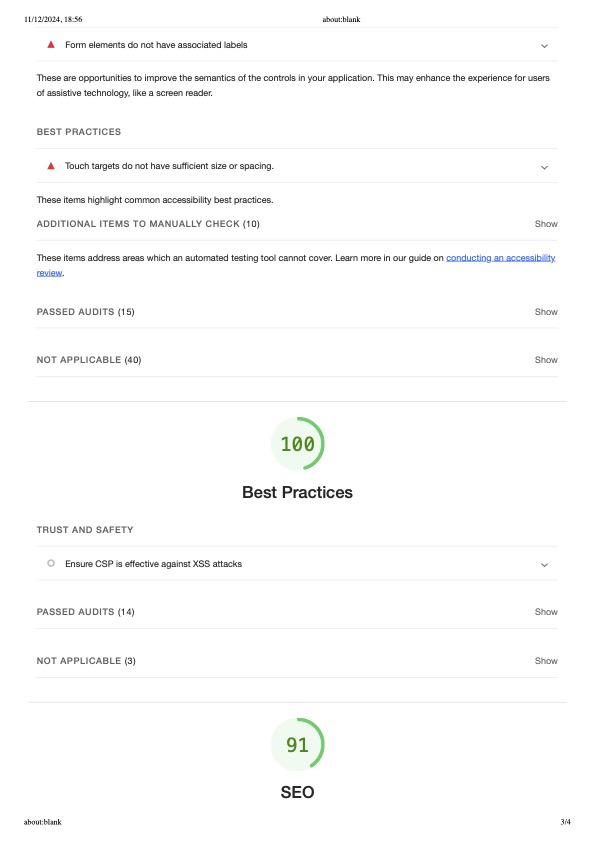 11/12/2024, 18:56 about:blank
Form elements do not have associated labels
These are opportunities to improve the semantics of the controls in your application. This may enhance the experience for users
of assistive technology, like a screen reader.
BEST PRACTICES
Touch targets do not have sufficient size or spacing.
These items highlight common accessibility best practices.
ADDITIONAL ITEMS TO MANUALLY CHECK (10) Show
These items address areas which an automated testing tool cannot cover. Learn more in our guide on conducting an accessibility
review.
PASSED AUDITS (15) Show
NOT APPLICABLE (40) Show
100
Best Practices
TRUST AND SAFETY
Ensure CSP is effective against XSS attacks
PASSED AUDITS (14) Show
NOT APPLICABLE (3) Show
91
SEO
about:blank 3/4